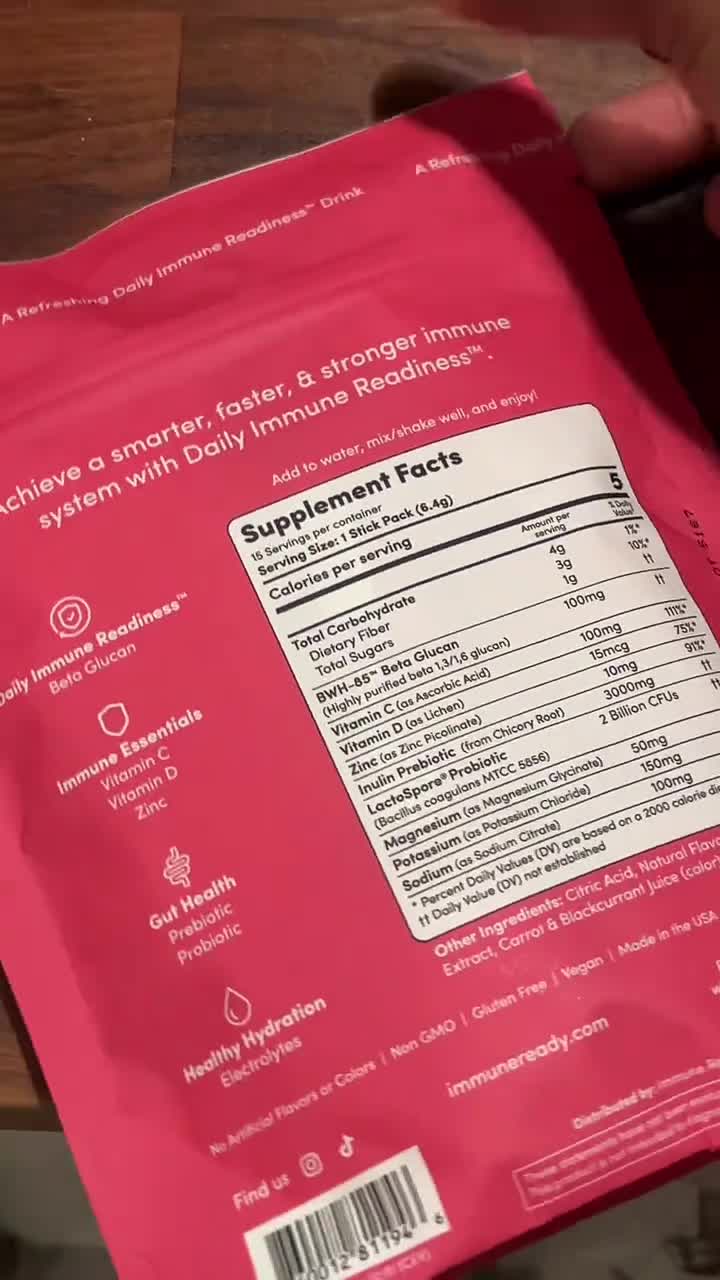 A Refreshing Daily Immune Readiness™ Drink
A Refreshing Daily
Achieve a smarter, faster, & stronger immune
system with Daily Immune Readiness™.
Add to water, mix/shake well, and enjoy!
Supplement Facts
15 Servings per container
Serving Size: 1 Stick Pack (6.4g)
Calories per serving 5
Amount per serving % Daily Value*
Total Carbohydrate 4g 1%*
Dietary Fiber 3g 10%*
Total Sugars 1g ††
BWH-85™ Beta Glucan 100mg ††
(Highly purified beta 1,3/1,6 glucan)
Vitamin C (as Ascorbic Acid) 100mg 111%*
Vitamin D (as Lichen) 15mcg 75%*
Zinc (as Zinc Picolinate) 10mg 91%*
Inulin Prebiotic (from Chicory Root) 3000mg ††
LactoSpore® Probiotic 2 Billion CFUs
(Bacillus coagulans MTCC 5856)
Magnesium (as Magnesium Glycinate) 50mg
Potassium (as Potassium Chloride) 150mg
Sodium (as Sodium Citrate) 100mg
* Percent Daily Values (DV) are based on a 2000 calorie
†† Daily Value (DV) not established
Other Ingredients: Citric Acid, Natural
Extract, Carrot & Blackcurrant Juice
Daily Immune Readiness™
Beta Glucan
Immune Essentials
Vitamin C
Vitamin D
Zinc
Gut Health
Prebiotic
Probiotic
Healthy Hydration
Electrolytes
No Artificial Flavors or Colors | Non GMO | Gluten Free | Vegan | Made in the USA
immuneready.com
Distributed by: Immune
Find us